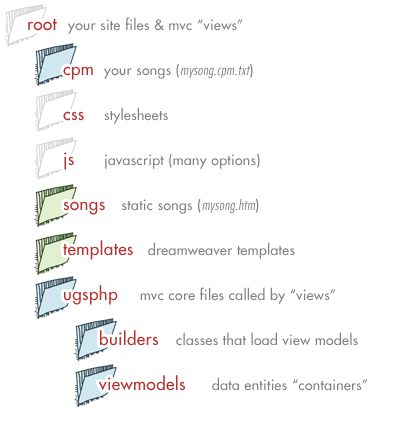 root your site files & mvc “views”
cpm your songs (mysong.cpm.txt)
css stylesheets
js javascript (many options)
songs static songs (mysong.htm)
templates dreamweaver templates
ugsphp mvc core files called by “views”
builders classes that load view models
viewmodels data entities “containers”